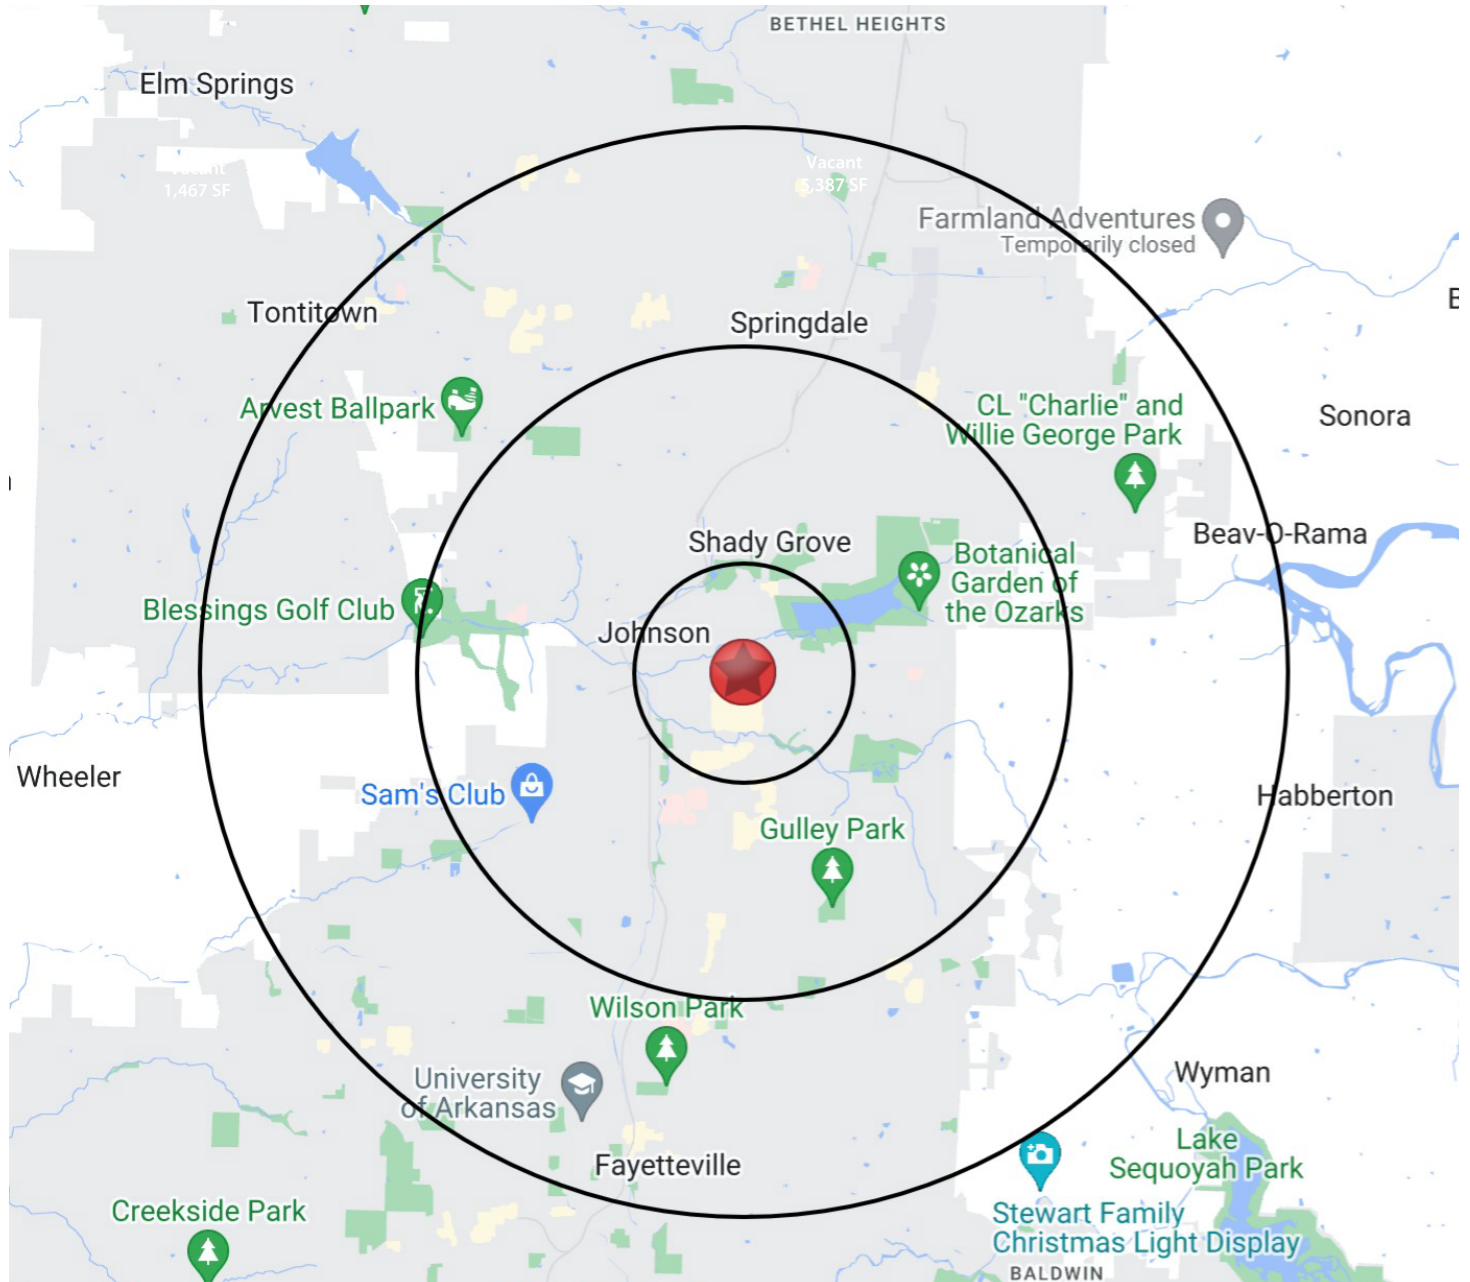 BETHEL HEIGHTS
Elm Springs
Vacant
1,467 SF
Vacant
5,387 SF
Farmland Adventures
Temporarily closed
Tontitown
Springdale
Arvest Ballpark
CL "Charlie" and
Willie George Park
Sonora
Shady Grove
Beav-O-Rama
Botanical
Garden of
the Ozarks
Blessings Golf Club
Johnson
Wheeler
Sam's Club
Habberton
Gulley Park
Wilson Park
University
of Arkansas
Wyman
Fayetteville
Lake
Sequoyah Park
Creekside Park
Stewart Family
Christmas Light Display
BALDWIN